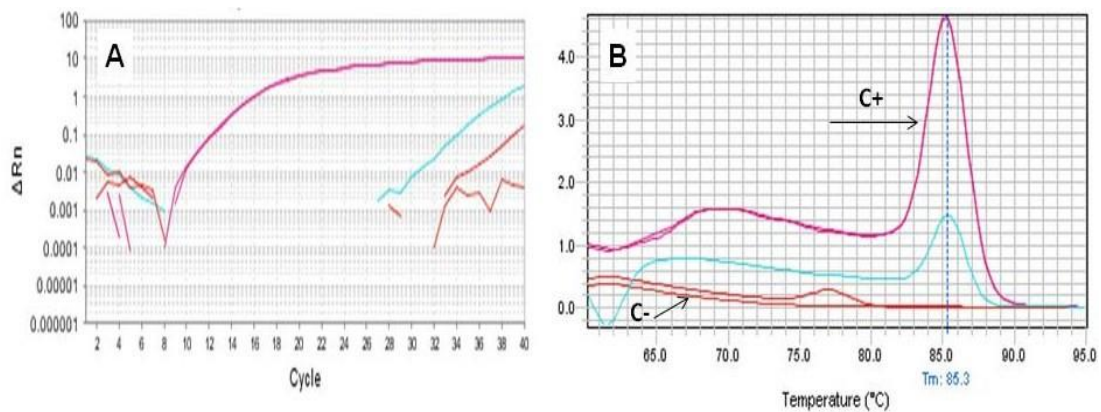 A
ΔRn
100
10
1
0.1
0.01
0.001
0.0001
0.00001
0.000001
2 4 6 8 10 12 14 16 18 20 22 24 26 28 30 32 34 36 38 40
Cycle
B
C+
C-
4.0
3.0
2.0
1.0
0.0
65.0 70.0 75.0 80.0 85.0 90.0 95.0
Tm: 85.3
Temperature (°C)